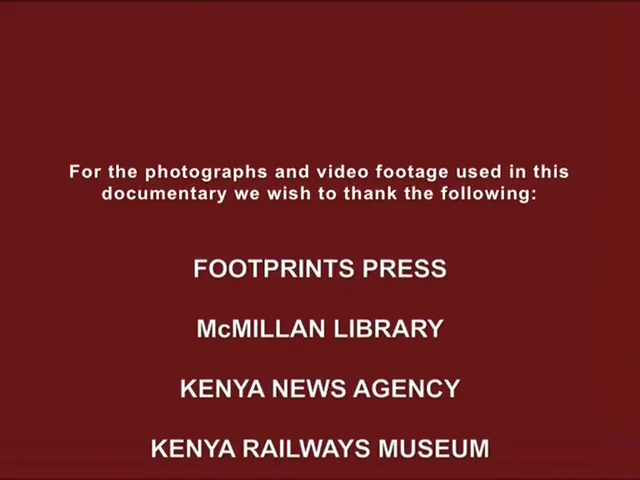 For the photographs and video footage used in this
documentary we wish to thank the following:
FOOTPRINTS PRESS
McMILLAN LIBRARY
KENYA NEWS AGENCY
KENYA RAILWAYS MUSEUM